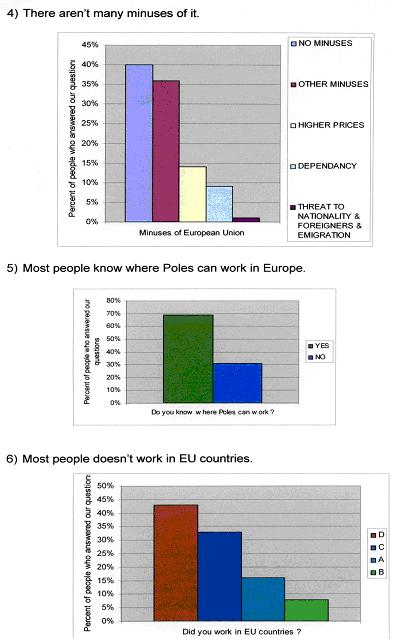 4) There aren't many minuses of it.
45%
40%
35%
30%
25%
20%
15%
10%
5%
0%
Percent of people who answered our question
Minuses of European Union
NO MINUSES
OTHER MINUSES
HIGHER PRICES
DEPENDANCY
THREAT TO
NATIONALITY &
FOREIGNERS &
EMIGRATION
5) Most people know where Poles can work in Europe.
80%
70%
60%
50%
40%
30%
20%
10%
0%
Percent of people who answered our
questions
Do you know where Poles can work ?
YES
NO
6) Most people doesn't work in EU countries.
50%
45%
40%
35%
30%
25%
20%
15%
10%
5%
0%
Percent of people who answered our question
Did you work in EU countries ?
D
C
A
B